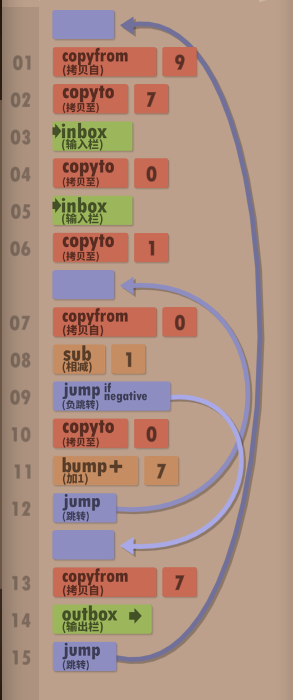 01 copyfrom 9
(拷贝自)
02 copyto 7
(拷贝至)
03 inbox
(输入栏)
04 copyto 0
(拷贝至)
05 inbox
(输入栏)
06 copyto 1
(拷贝至)
07 copyfrom 0
(拷贝自)
08 sub 1
(相减)
09 jump if negative
(负跳转)
10 copyto 0
(拷贝至)
11 bump+ 7
(加1)
12 jump
(跳转)
13 copyfrom 7
(拷贝自)
14 outbox
(输出栏)
15 jump
(跳转)